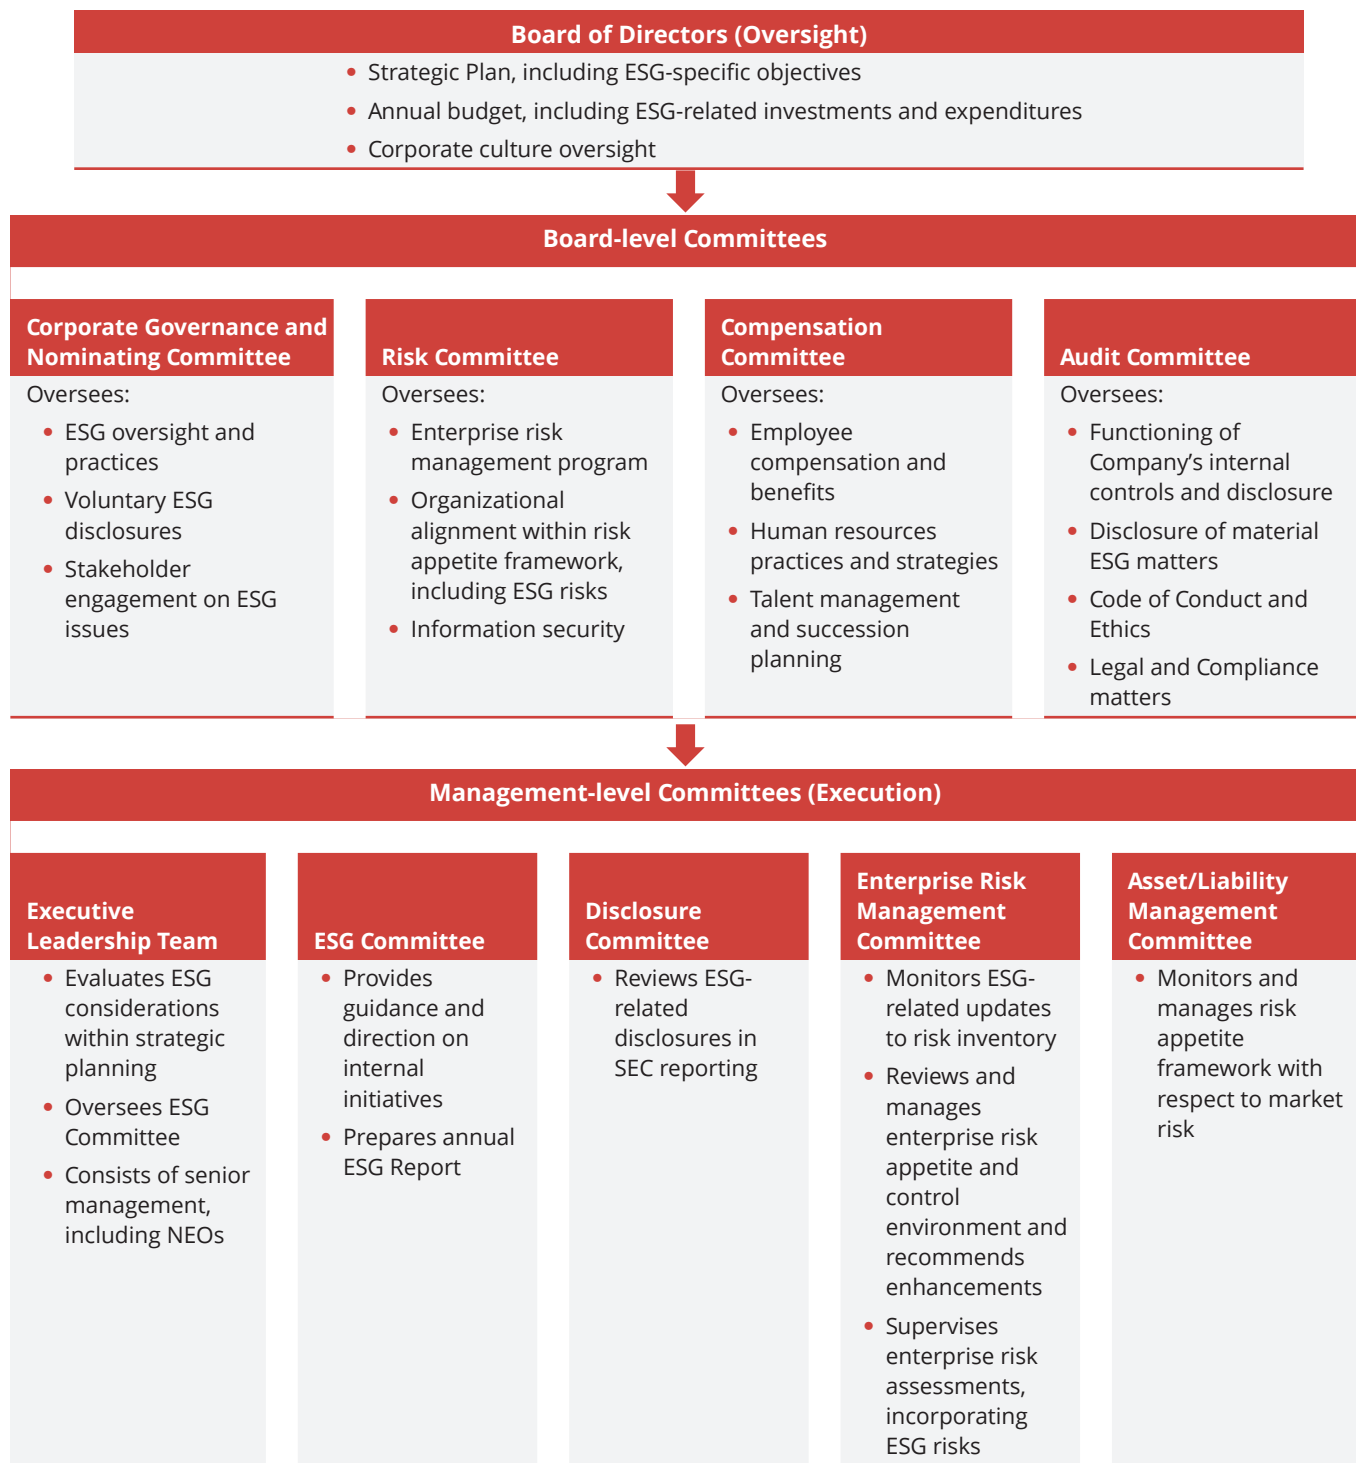 Board of Directors (Oversight)
• Strategic Plan, including ESG-specific objectives
• Annual budget, including ESG-related investments and expenditures
• Corporate culture oversight
Board-level Committees
Corporate Governance and
Nominating Committee
Oversees:
• ESG oversight and
practices
• Voluntary ESG
disclosures
• Stakeholder
engagement on ESG
issues
Risk Committee
Oversees:
• Enterprise risk
management program
• Organizational
alignment within risk
appetite framework,
including ESG risks
• Information security
Compensation
Committee
Oversees:
• Employee
compensation and
benefits
• Human resources
practices and strategies
• Talent management
and succession
planning
Audit Committee
Oversees:
• Functioning of
Company’s internal
controls and disclosure
• Disclosure of material
ESG matters
• Code of Conduct and
Ethics
• Legal and Compliance
matters
Management-level Committees (Execution)
Executive
Leadership Team
• Evaluates ESG
considerations
within strategic
planning
• Oversees ESG
Committee
• Consists of senior
management,
including NEOs
ESG Committee
• Provides
guidance and
direction on
internal
initiatives
• Prepares annual
ESG Report
Disclosure
Committee
• Reviews ESG-
related
disclosures in
SEC reporting
Enterprise Risk
Management
Committee
• Monitors ESG-
related updates
to risk inventory
• Reviews and
manages
enterprise risk
appetite and
control
environment and
recommends
enhancements
• Supervises
enterprise risk
assessments,
incorporating
ESG risks
Asset/Liability
Management
Committee
• Monitors and
manages risk
appetite
framework with
respect to market
risk